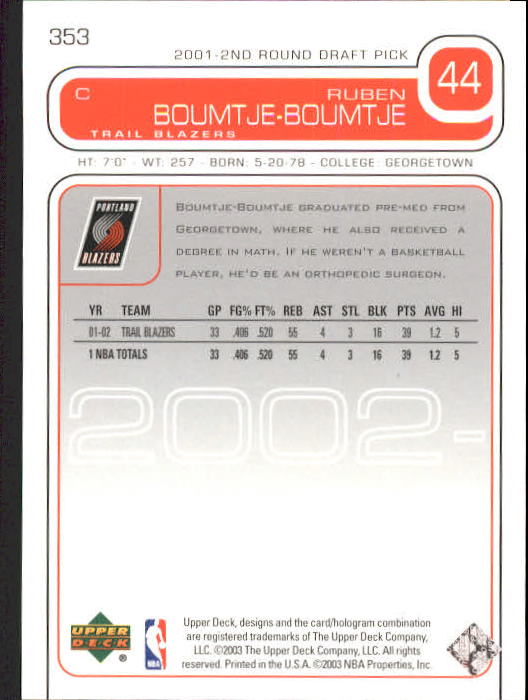 353
2001-2ND ROUND DRAFT PICK
44
C
RUBEN
BOUMTJE-BOUMTJE
TRAIL BLAZERS
HT: 7'0" - WT: 257 - BORN: 5-20-78 - COLLEGE: GEORGETOWN
PORTLAND
BLAZERS
BOUMTJE-BOUMTJE GRADUATED PRE-MED FROM
GEORGETOWN, WHERE HE ALSO RECEIVED A
DEGREE IN MATH. IF HE WEREN'T A BASKETBALL
PLAYER, HE'D BE AN ORTHOPEDIC SURGEON.
YR TEAM GP FG% FT% REB AST STL BLK PTS AVG HI
01-02 TRAIL BLAZERS 33 .406 .520 55 4 3 16 39 1.2 5
1 NBA TOTALS 33 .406 .520 55 4 3 16 39 1.2 5
2002-
UPPER
DECK
®
NBA
Upper Deck, designs and the card/hologram combination
are registered trademarks of The Upper Deck Company,
LLC. ©2003 The Upper Deck Company, LLC. All rights
reserved. Printed in the U.S.A. ©2003 NBA Properties, Inc.